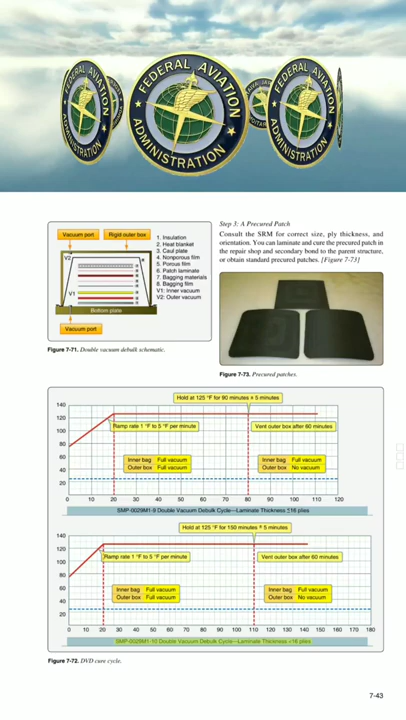 FEDERAL AVIATION
ADMINISTRATION
FEDERAL AVIATION
ADMINISTRATION
FEDERAL AVIATION
ADMINISTRATION
Step 3: A Precured Patch
Consult the SRM for correct size, ply thickness, and
orientation. You can laminate and cure the precured patch in
the repair shop and secondary bond to the parent structure,
or obtain standard precured patches. [Figure 7-73]
Vacuum port
Rigid outer box
1. Insulation
2. Heat blanket
3. Caul plate
4. Nonporous film
5. Porous film
6. Patch laminate
7. Bagging materials
8. Bagging film
V1: Inner vacuum
V2: Outer vacuum
V2
V1
Bottom plate
Vacuum port
Figure 7-71. Double vacuum debulk schematic.
Figure 7-73. Precured patches.
Hold at 125 °F for 90 minutes ± 5 minutes
140
120
100
80
60
40
20
Ramp rate 1 °F to 5 °F per minute
Vent outer box after 60 minutes
Inner bag Full vacuum
Outer box Full vacuum
Inner bag Full vacuum
Outer box No vacuum
0 10 20 30 40 50 60 70 80 90 100 110 120
SMP-0029M1-9 Double Vacuum Debulk Cycle—Laminate Thickness ≤16 plies
Hold at 125 °F for 150 minutes ± 5 minutes
140
120
100
80
60
40
20
Ramp rate 1 °F to 5 °F per minute
Vent outer box after 60 minutes
Inner bag Full vacuum
Outer box Full vacuum
Inner bag Full vacuum
Outer box No vacuum
0 10 20 30 40 50 60 70 80 90 100 110 120 130 140 150 160 170 180
SMP-0029M1-10 Double Vacuum Debulk Cycle—Laminate Thickness <16 plies
Figure 7-72. DVD cure cycle.
7-43